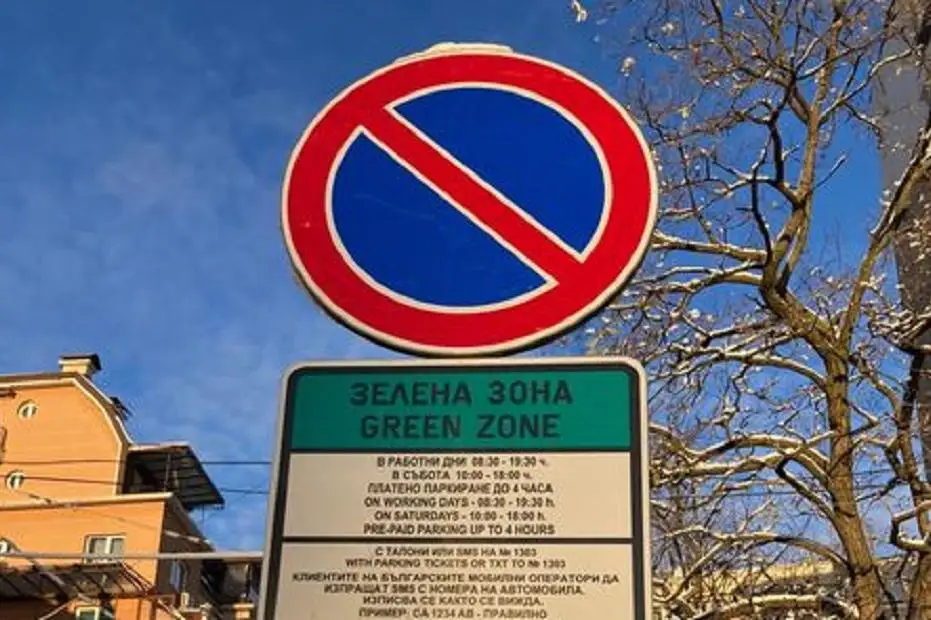 ЗЕЛЕНА ЗОНА
GREEN ZONE
В РАБОТНИ ДНИ 08:30 - 19:30 ч.
В СЪБОТА 10:00 - 18:00 ч.
ПЛАТЕНО ПАРКИРАНЕ ДО 4 ЧАСА
ON WORKING DAYS - 08:30 - 19:30 h.
ON SATURDAYS - 10:00 - 18:00 h.
PRE-PAID PARKING UP TO 4 HOURS
С ТАЛОНИ ИЛИ SMS НА № 1303
WITH PARKING TICKETS OR TXT TO № 1303
КЛИЕНТИТЕ НА БЪЛГАРСКИТЕ МОБИЛНИ ОПЕРАТОРИ ДА
ИЗПРАЩАТ SMS С НОМЕРА НА АВТОМОБИЛА.
ИЗПИСВА СЕ КАКТО СЕ ВИЖДА.
ПРИМЕР: СА 1234 АВ - ПРАВИЛНО